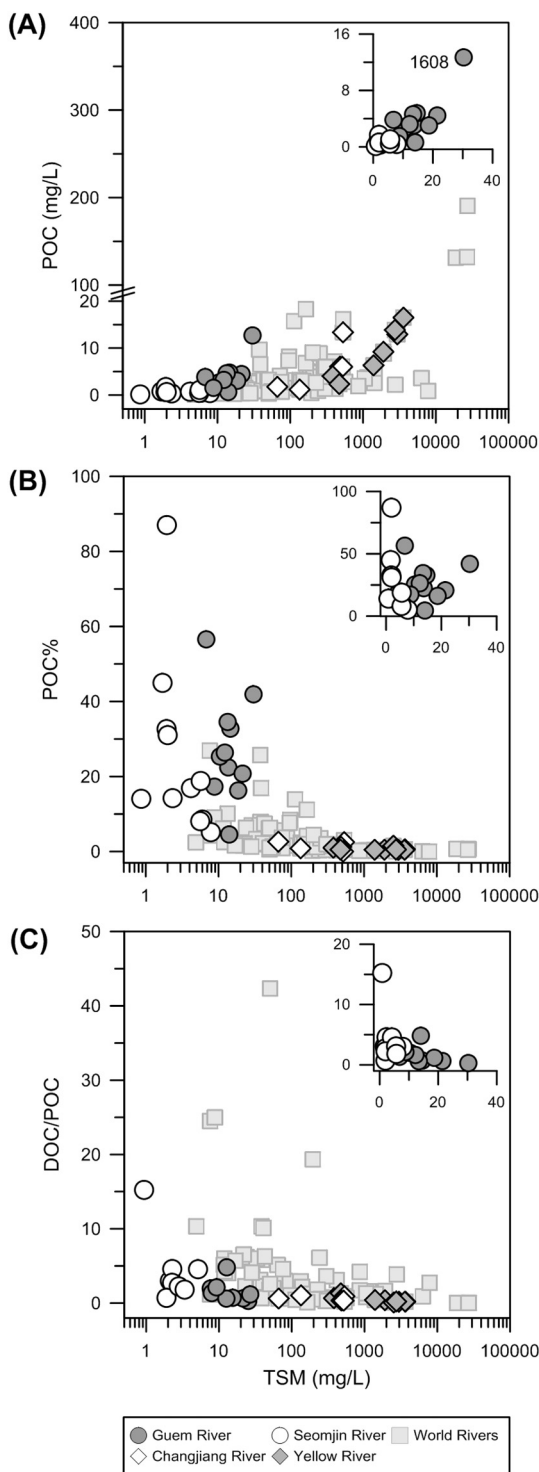 (A)
400
300
200
100
20
10
0
POC (mg/L)
16
8
0
1608
0 20 40
1 10 100 1000 10000 100000
(B)
100
80
60
40
20
0
POC%
100
50
0
0 20 40
1 10 100 1000 10000 100000
(C)
50
40
30
20
10
0
DOC/POC
20
10
0
0 20 40
1 10 100 1000 10000 100000
TSM (mg/L)
Guem River Seomjin River World Rivers
Changjiang River Yellow River